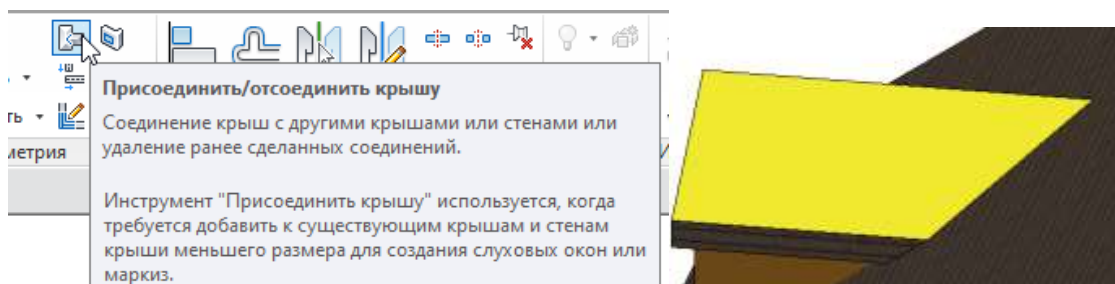 ть
метрия
Присоединить/отсоединить крышу
Соединение крыш с другими крышами или стенами или
удаление ранее сделанных соединений.
Инструмент "Присоединить крышу" используется, когда
требуется добавить к существующим крышам и стенам
крыши меньшего размера для создания слуховых окон или
маркиз.